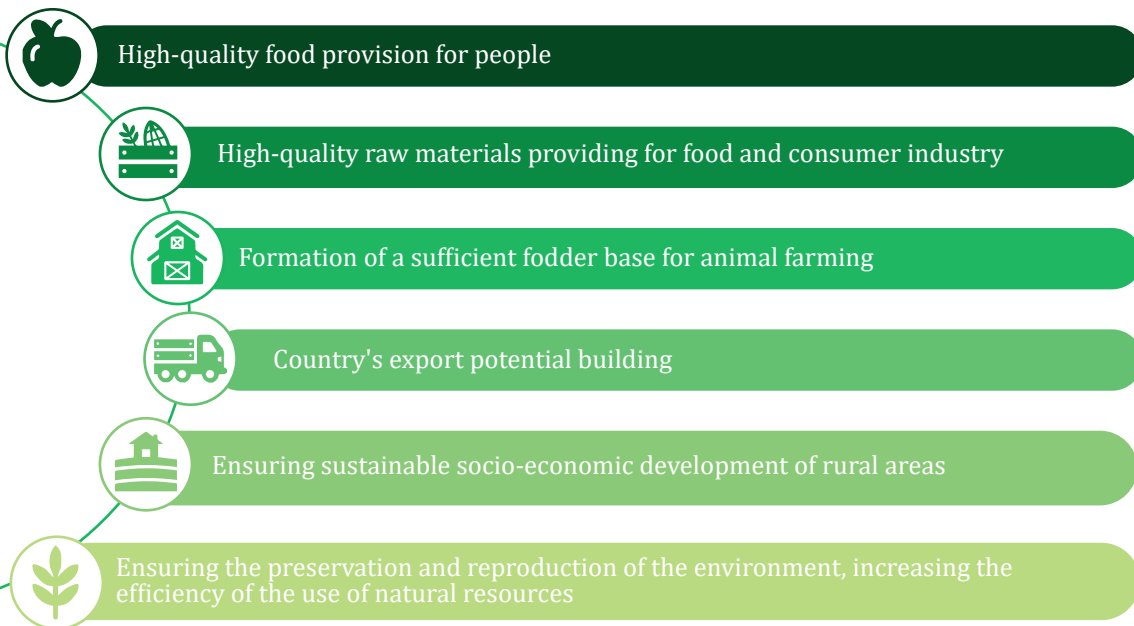 High-quality food provision for people
High-quality raw materials providing for food and consumer industry
Formation of a sufficient fodder base for animal farming
Country's export potential building
Ensuring sustainable socio-economic development of rural areas
Ensuring the preservation and reproduction of the environment, increasing the
efficiency of the use of natural resources